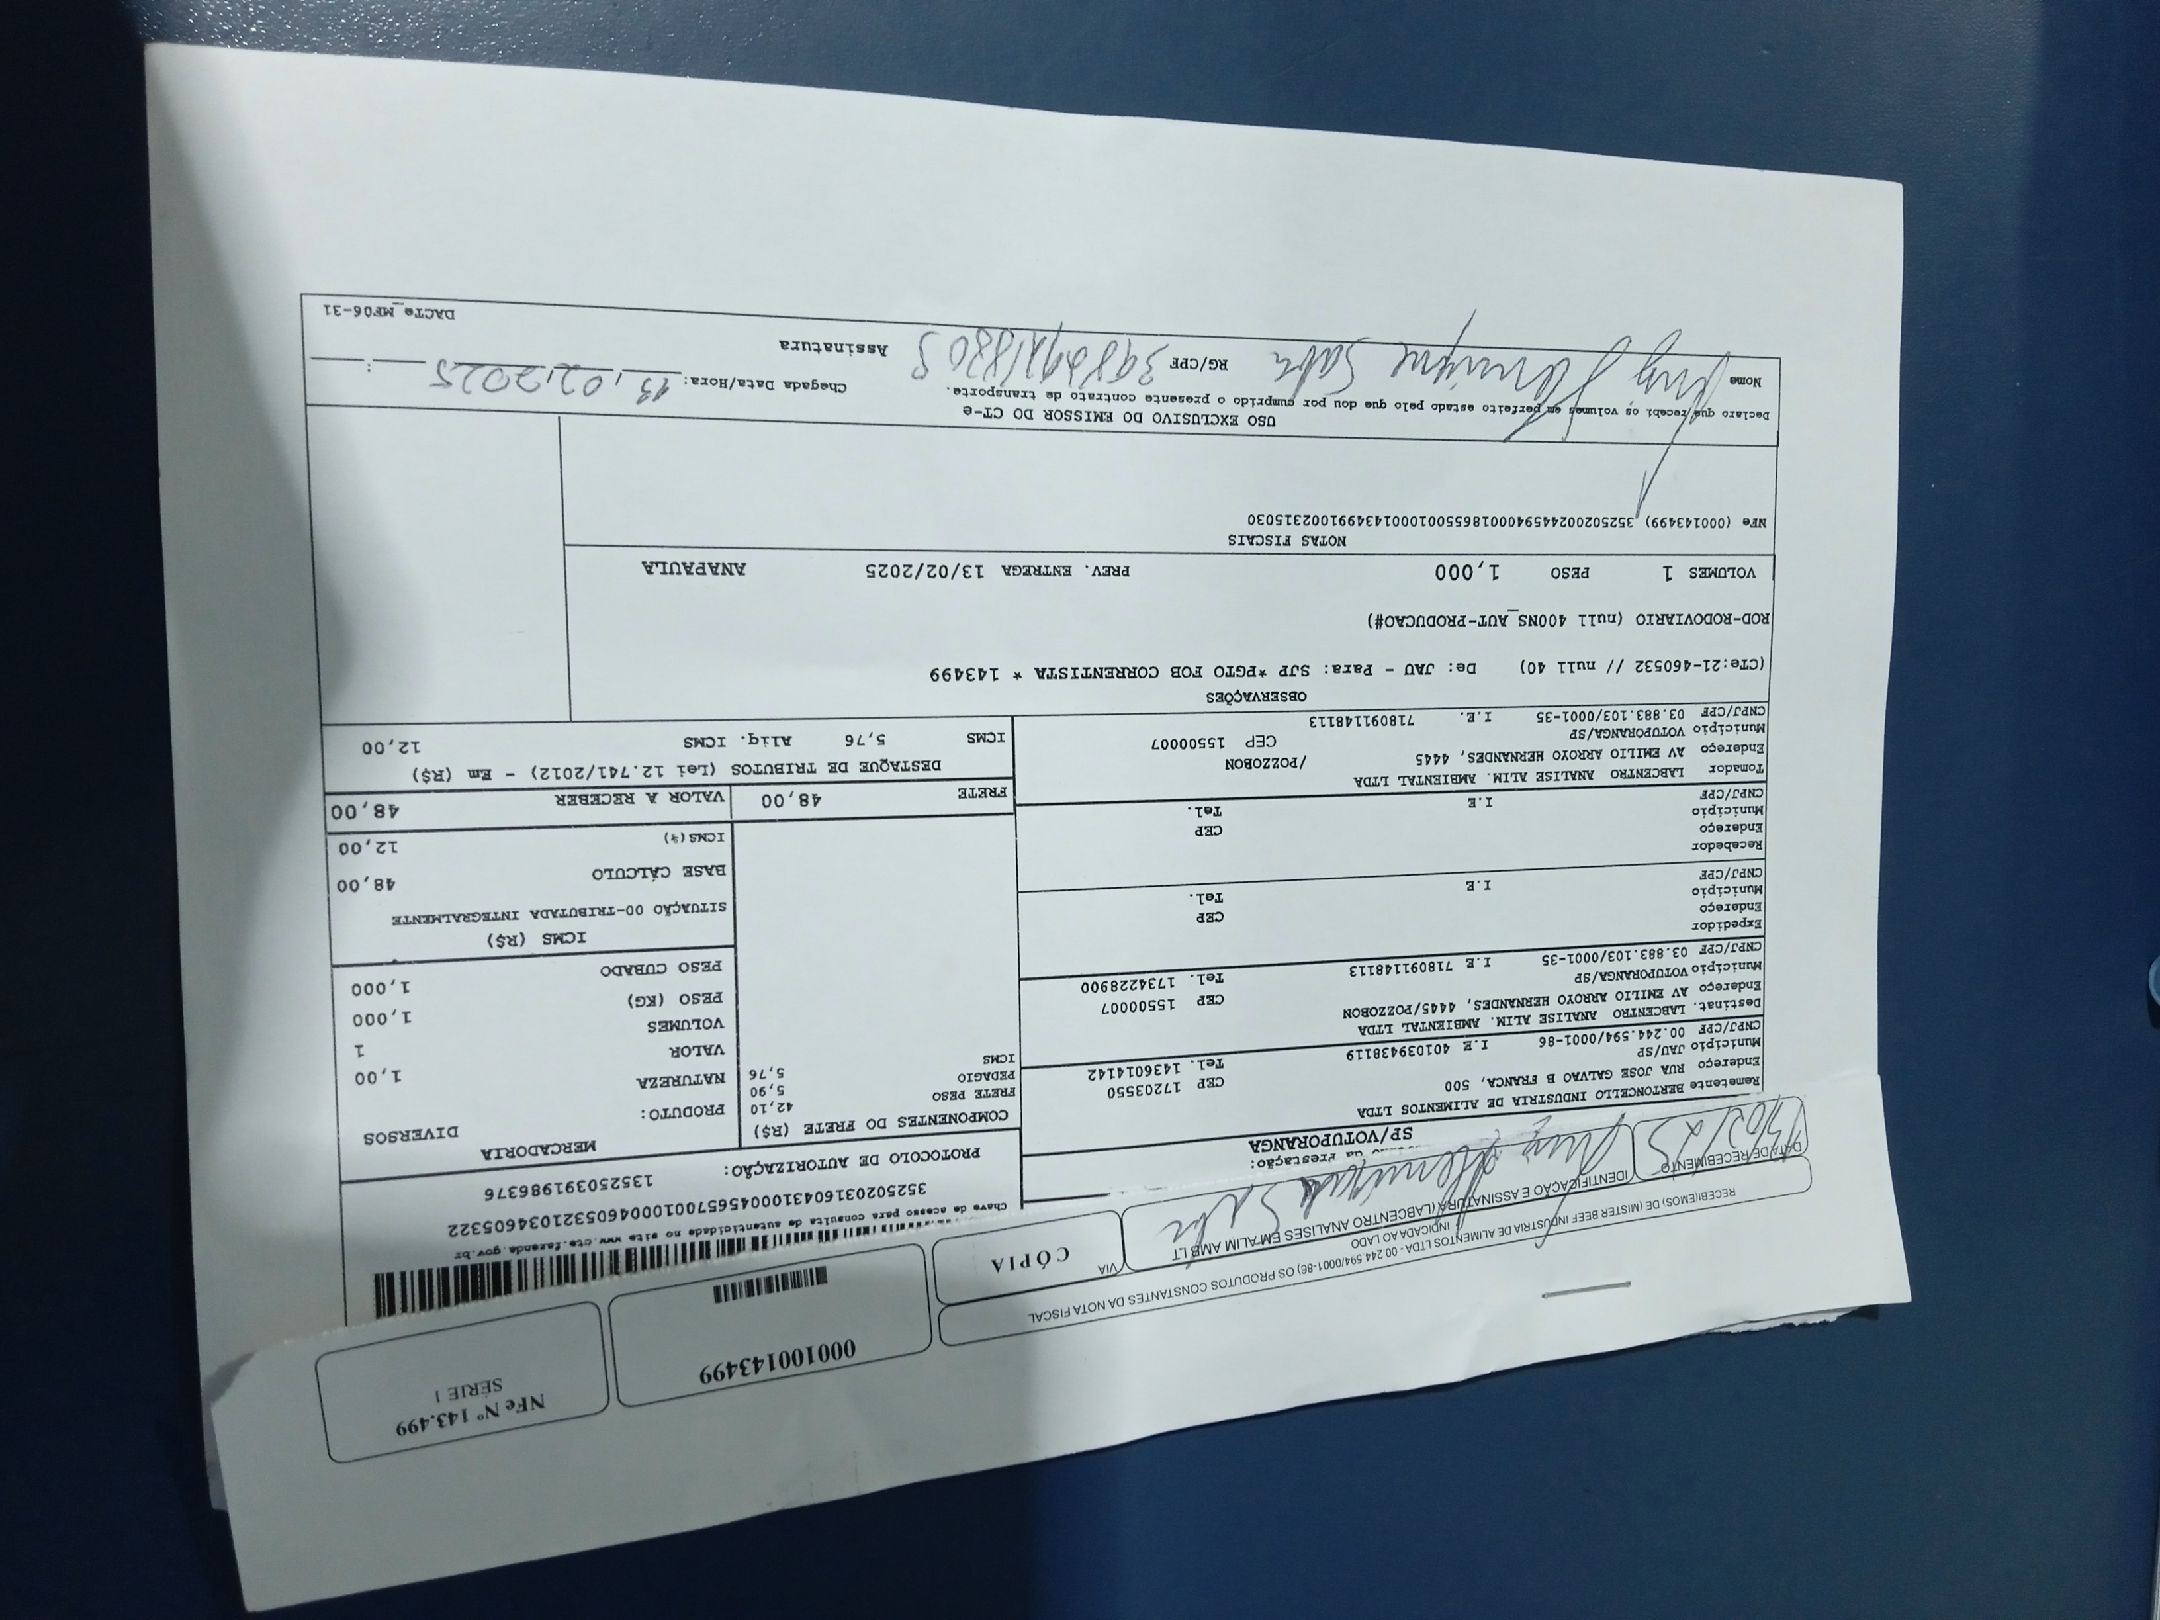 NFe Nº 143.499
SÉRIE 1
000100143499
RECEBI(EMOS) DE (MISTER BEEF INDUSTRIA DE ALIMENTOS LTDA - 00.244.594/0001-86) OS PRODUTOS CONSTANTES DA NOTA FISCAL
INDICADA AO LADO
VIA
CÓPIA
DATA DE RECEBIMENTO
IDENTIFICAÇÃO E ASSINATURA (LABCENTRO ANALISES EM ALIM AMB LT
Chave de acesso para consulta de autenticidade no site www.cte.fazenda.gov.br
PROTOCOLO DE AUTORIZAÇÃO:
135250391986376
da Prestação:
SP/VOTUPORANGA
Remetente BERTONCELLO INDUSTRIA DE ALIMENTOS LTDA
Endereço RUA JOSE GALVAO B FRANCA, 500
CEP 17203550
Município JAU/SP
Tel. 1436014142
CNPJ/CPF 00.244.594/0001-86 I.E 401039438119
Destinat. LABCENTRO ANALISE ALIM. AMBIENTAL LTDA
Endereço AV EMILIO ARROYO HERNANDES, 4445/POZZOBON
CEP 15500007
Município VOTUPORANGA/SP
Tel. 1734228900
CNPJ/CPF 03.883.103/0001-35 I.E 718091148113
Expedidor
Endereço
CEP
Município
Tel.
CNPJ/CPF I.E
Recebedor
Endereço
CEP
Município
Tel.
CNPJ/CPF I.E
Tomador LABCENTRO ANALISE ALIM. AMBIENTAL LTDA
Endereço AV EMILIO ARROYO HERNANDES, 4445 /POZZOBON
Município VOTUPORANGA/SP CEP 15500007
CNPJ/CPF 03.883.103/0001-35 I.E. 718091148113
COMPONENTES DO FRETE (R$)
FRETE PESO 42,10
PEDAGIO 5,90
ICMS 5,76
MERCADORIA
PRODUTO: DIVERSOS
NATUREZA
VALOR 1,00
VOLUMES 1
PESO (KG) 1,000
PESO CUBADO 1,000
ICMS (R$)
SITUAÇÃO 00-TRIBUTADA INTEGRALMENTE
BASE CÁLCULO 48,00
ICMS(%) 12,00
FRETE 48,00 VALOR A RECEBER 48,00
DESTAQUE DE TRIBUTOS (Lei 12.741/2012) - Em (R$)
ICMS 5,76 Aliq. ICMS 12,00
OBSERVAÇÕES
(CTe:21-460532 // null 40) De: JAU - Para: SJP *PGTO FOB CORRENTISTA * 143499
ROD-RODOVIARIO (null 400NS_AUT-PRODUCAO#)
VOLUMES 1 PESO 1,000 PREV. ENTREGA 13/02/2025 ANAPAULA
NOTAS FISCAIS
NFe (000143499) 35250200244594000186550010001434991002315030
USO EXCLUSIVO DO EMISSOR DO CT-e
Declaro que recebi os volumes em perfeito estado pelo que dou por cumprido o presente contrato de transporte.
Nome
RG/CPF
Assinatura
Chegada Data/Hora: 13,02,2025
DACTe_MF06-31